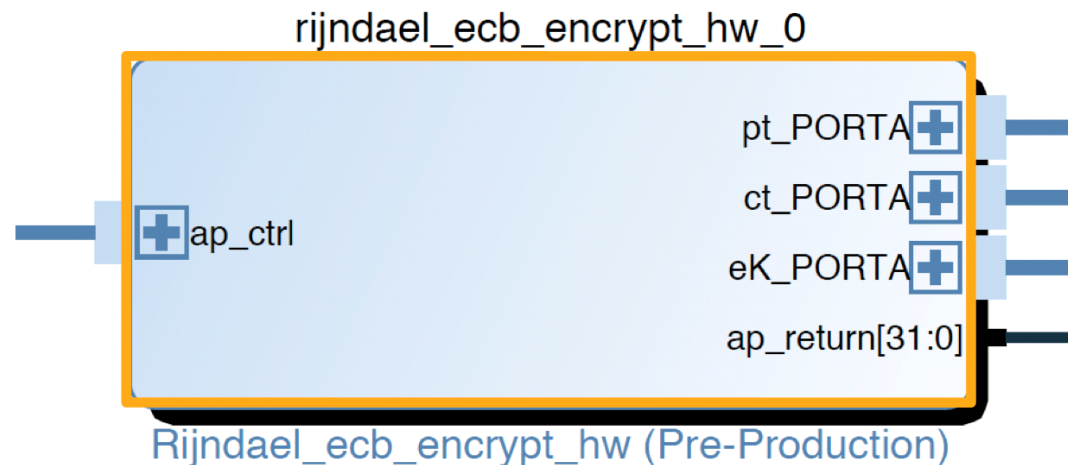 rijndael_ecb_encrypt_hw_0
pt_PORTA
ct_PORTA
ap_ctrl
eK_PORTA
ap_return[31:0]
Rijndael_ecb_encrypt_hw (Pre-Production)